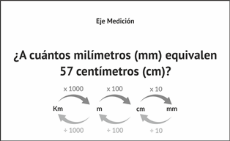 Eje Medición
¿A cuántos milímetros (mm) equivalen
57 centímetros (cm)?
x 1000 x 100 x 10
Km m cm mm
÷ 1000 ÷ 100 ÷ 10